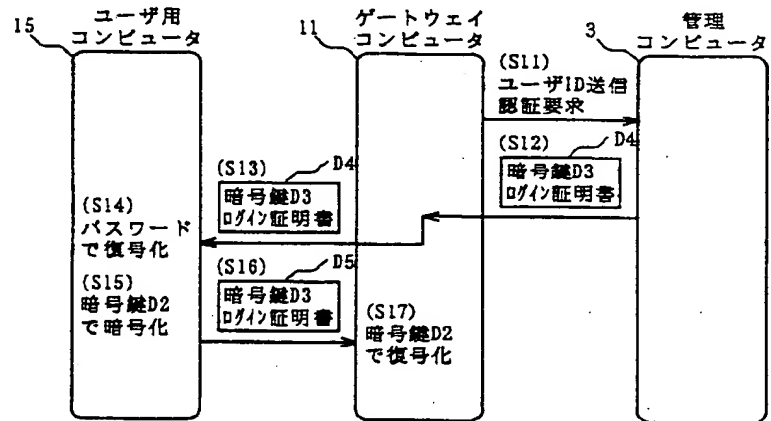 15
ユーザ用
コンピュータ
11
ゲートウェイ
コンピュータ
3
管理
コンピュータ
(S11)
ユーザID送信
認証要求
(S12)
D4
暗号鍵D3
ログイン証明書
(S13)
D4
暗号鍵D3
ログイン証明書
(S14)
パスワード
で復号化
(S15)
暗号鍵D2
で暗号化
(S16)
D5
暗号鍵D3
ログイン証明書
(S17)
暗号鍵D2
で復号化